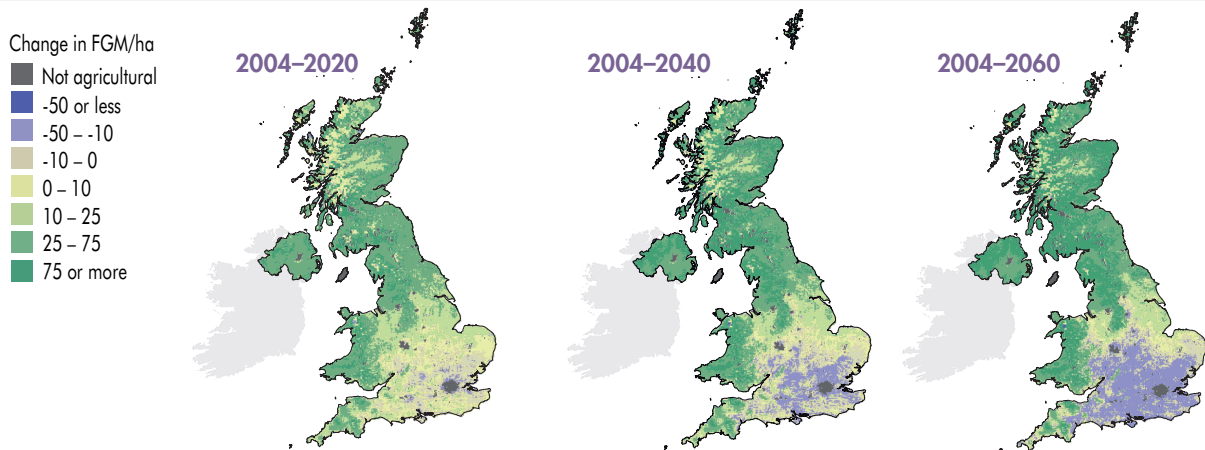 Change in FGM/ha
Not agricultural
-50 or less
-50 – -10
-10 – 0
0 – 10
10 – 25
25 – 75
75 or more
2004–2020
2004–2040
2004–2060